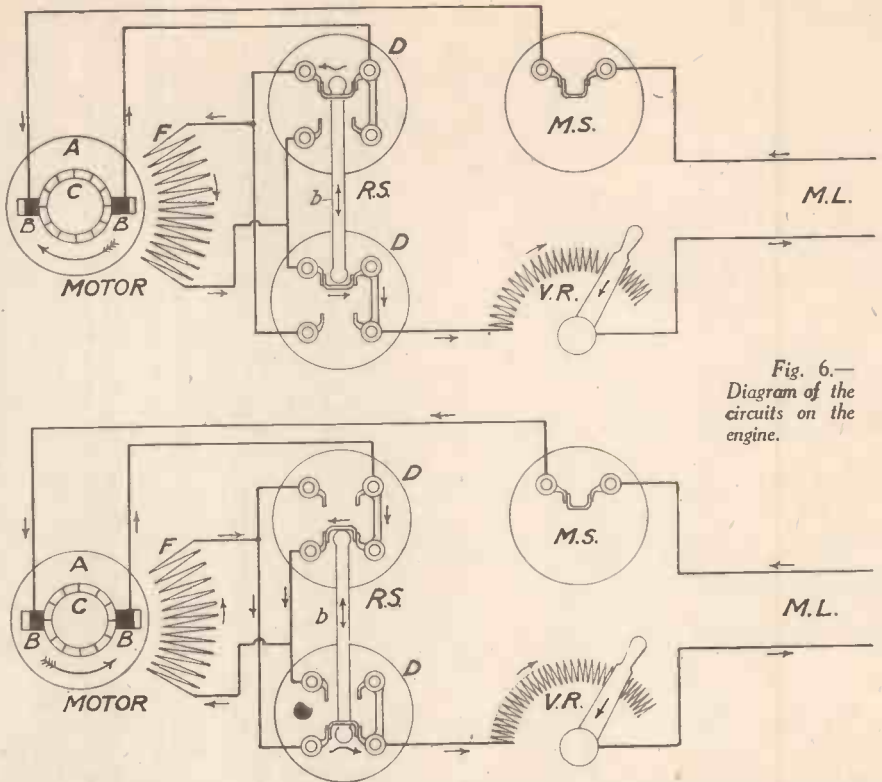 D
M.S.
F
A
C
B
B
MOTOR
b
R.S.
D
V.R.
M.L.
Fig. 6.—
Diagram of the
circuits on the
engine.
D
M.S.
F
A
C
B
B
MOTOR
b
R.S.
D
V.R.
M.L.